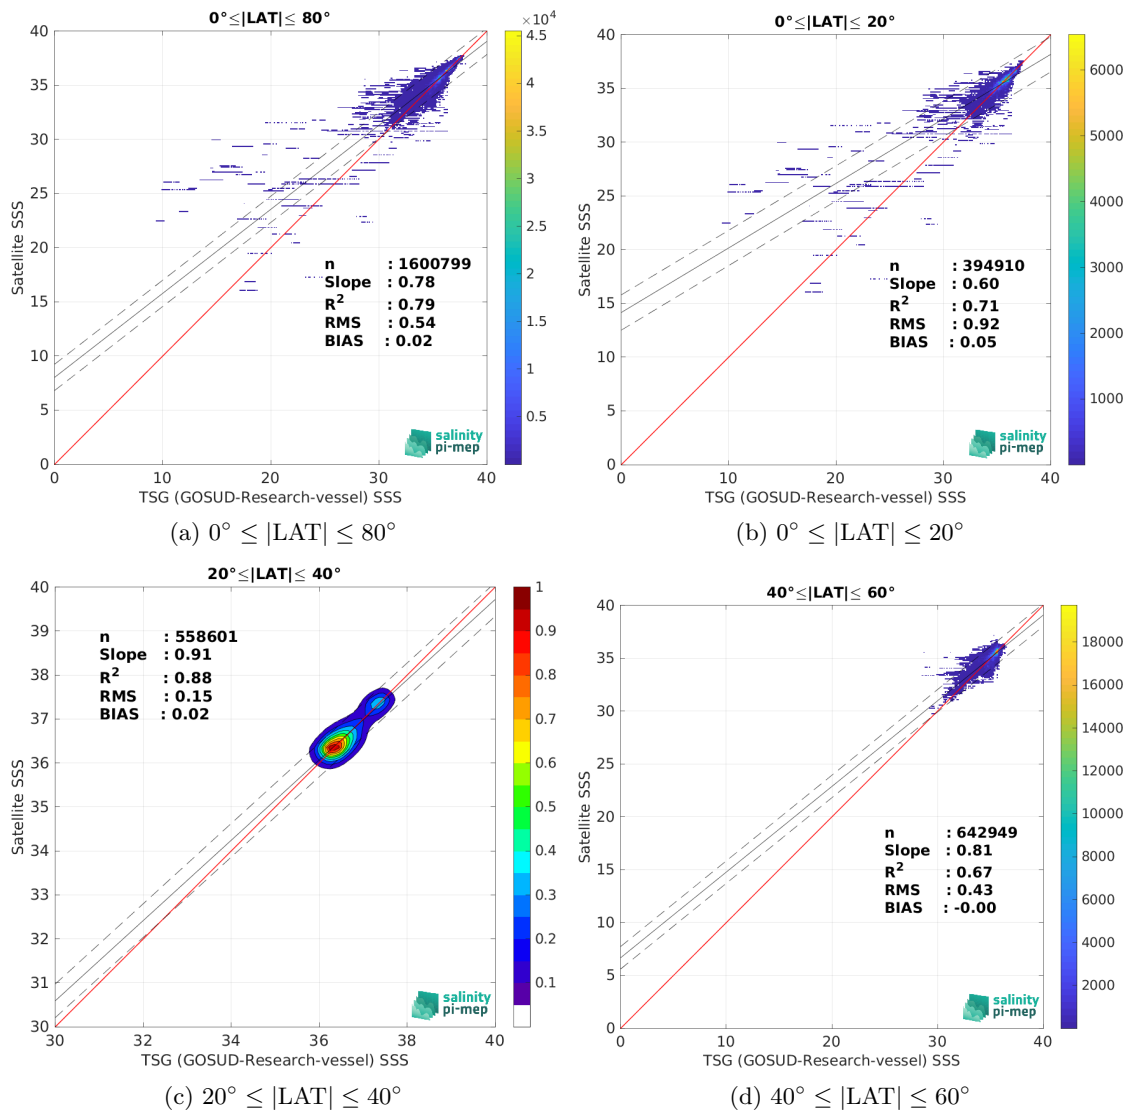 0°≤|LAT|≤ 80°
×10⁴
40
35
30
25
20
15
10
5
0
Satellite SSS
n : 1600799
Slope : 0.78
R² : 0.79
RMS : 0.54
BIAS : 0.02
salinity
pi-mep
0 10 20 30 40
TSG (GOSUD-Research-vessel) SSS
4.5
4
3.5
3
2.5
2
1.5
1
0.5
(a) 0° ≤ |LAT| ≤ 80°
0°≤|LAT|≤ 20°
40
35
30
25
20
15
10
5
0
Satellite SSS
n : 394910
Slope : 0.60
R² : 0.71
RMS : 0.92
BIAS : 0.05
salinity
pi-mep
0 10 20 30 40
TSG (GOSUD-Research-vessel) SSS
6000
5000
4000
3000
2000
1000
(b) 0° ≤ |LAT| ≤ 20°
20°≤|LAT|≤ 40°
40
39
38
37
36
35
34
33
32
31
30
Satellite SSS
n : 558601
Slope : 0.91
R² : 0.88
RMS : 0.15
BIAS : 0.02
salinity
pi-mep
30 32 34 36 38 40
TSG (GOSUD-Research-vessel) SSS
1
0.9
0.8
0.7
0.6
0.5
0.4
0.3
0.2
0.1
(c) 20° ≤ |LAT| ≤ 40°
40°≤|LAT|≤ 60°
40
35
30
25
20
15
10
5
0
Satellite SSS
n : 642949
Slope : 0.81
R² : 0.67
RMS : 0.43
BIAS : -0.00
salinity
pi-mep
0 10 20 30 40
TSG (GOSUD-Research-vessel) SSS
18000
16000
14000
12000
10000
8000
6000
4000
2000
(d) 40° ≤ |LAT| ≤ 60°